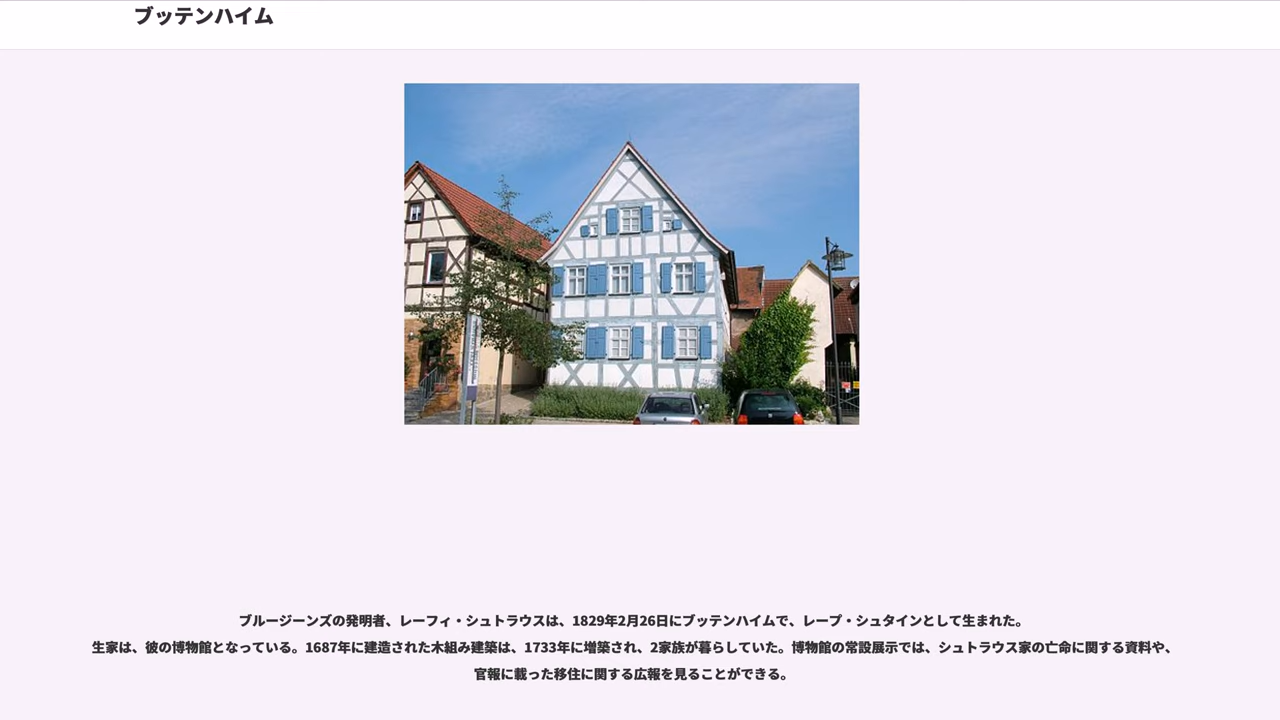 ブッテンハイム
ブルージーンズの発明者、レーフィ・シュトラウスは、1829年2月26日にブッテンハイムで、レープ・シュタインとして生まれた。
生家は、彼の博物館となっている。1687年に建造された木組み建築は、1733年に増築され、2家族が暮らしていた。博物館の常設展示では、シュトラウス家の亡命に関する資料や、
官報に載った移住に関する広報を見ることができる。